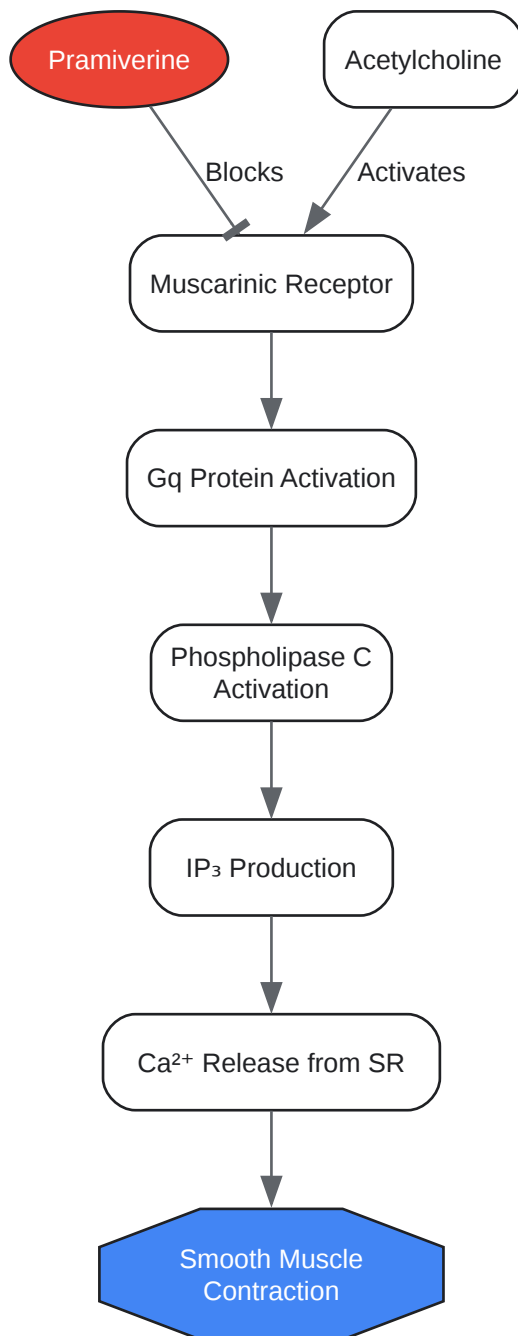 Pramiverine
Acetylcholine
Blocks
Activates
Muscarinic Receptor
Gq Protein Activation
Phospholipase C
Activation
IP₃ Production
Ca²⁺ Release from SR
Smooth Muscle
Contraction